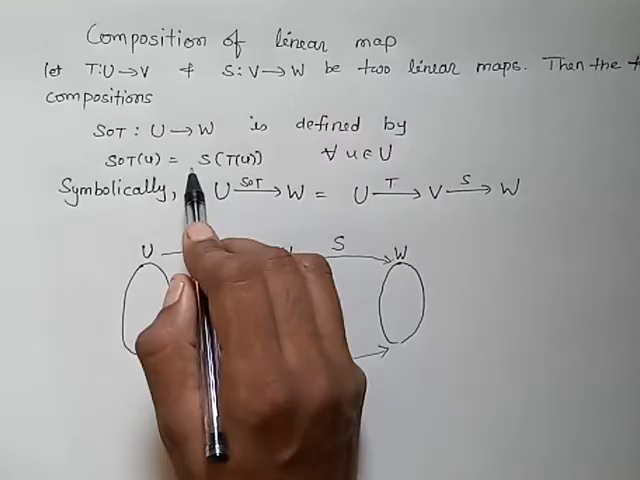 Composition of linear map
let T:U→V & S:V→W be two linear maps. Then the
compositions
SoT : U → W is defined by
SoT(u) = S(T(u)) ∀ u ∈ U
Symbolically, U —SoT→ W = U —T→ V —S→ W
U S W